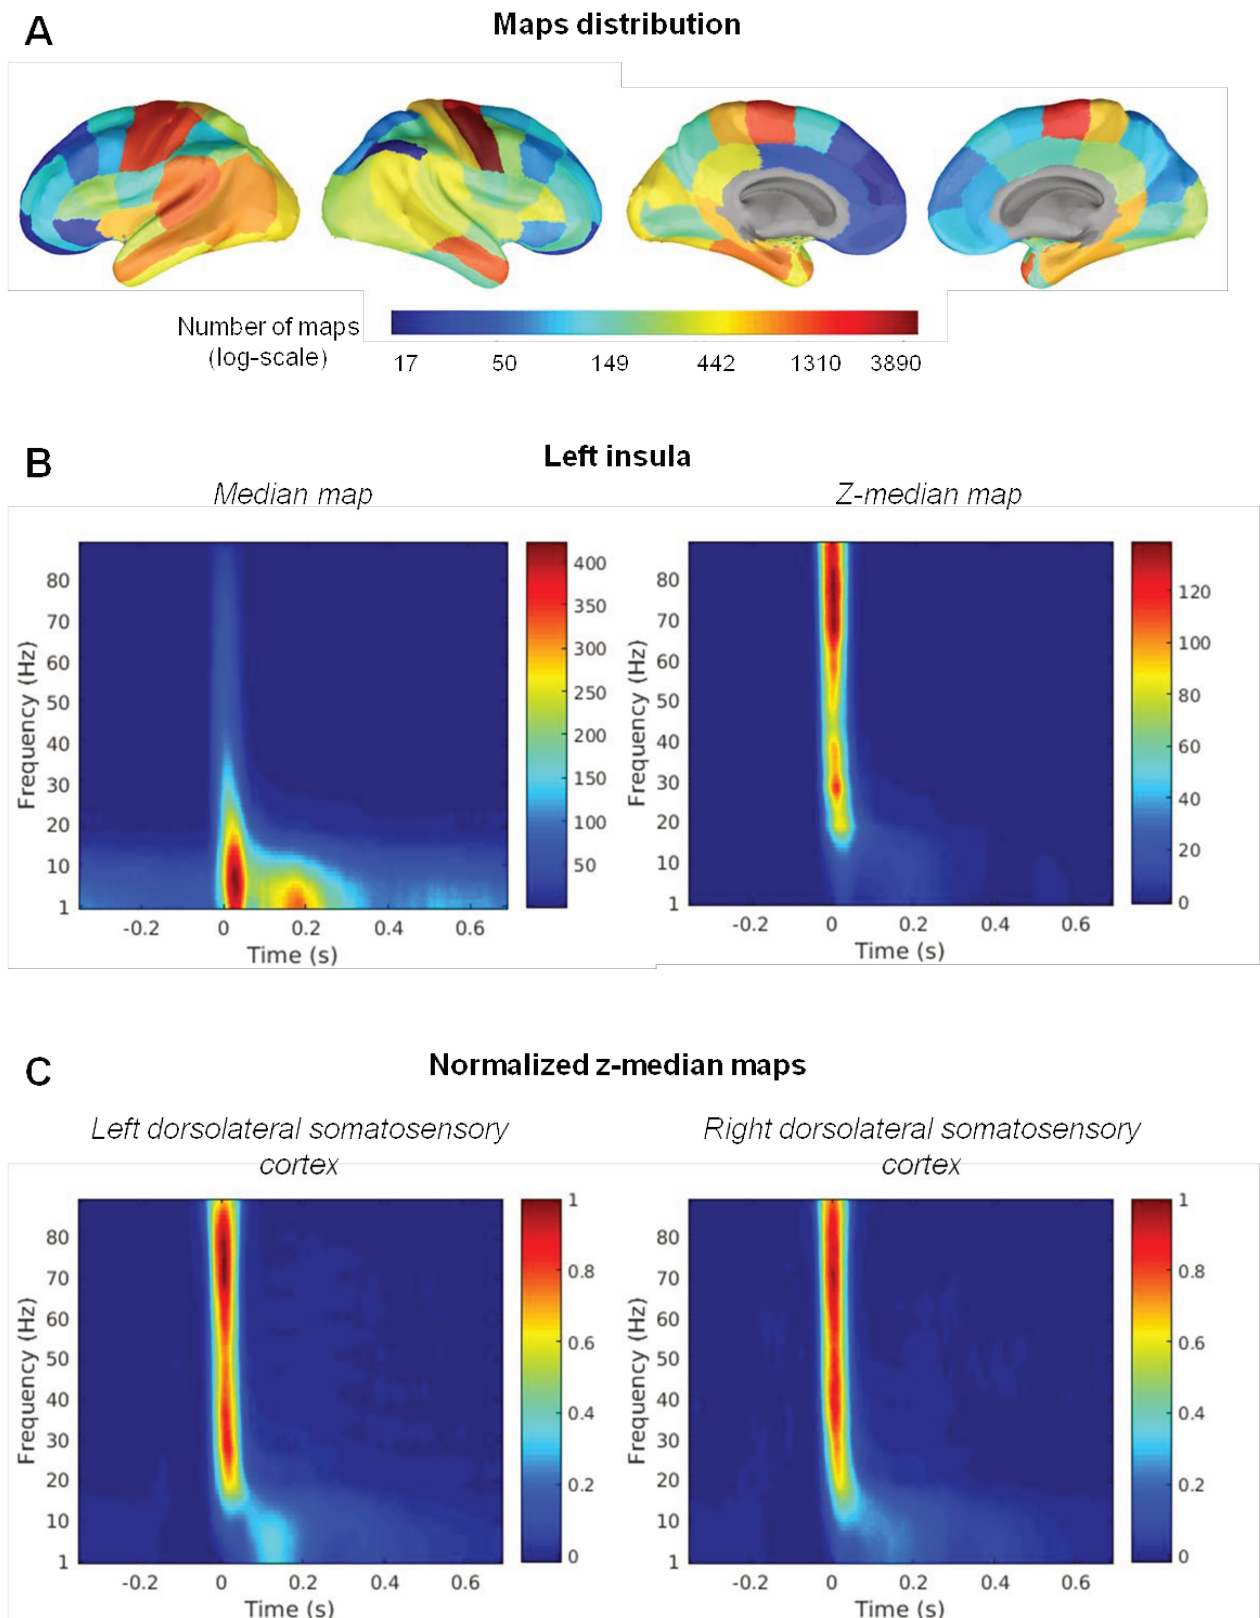 A
Maps distribution
Number of maps
(log-scale)
17 50 149 442 1310 3890
B
Left insula
Median map
Z-median map
Frequency (Hz)
80
70
60
50
40
30
20
10
1
-0.2 0 0.2 0.4 0.6
Time (s)
400
350
300
250
200
150
100
50
Frequency (Hz)
80
70
60
50
40
30
20
10
1
-0.2 0 0.2 0.4 0.6
Time (s)
120
100
80
60
40
20
0
C
Normalized z-median maps
Left dorsolateral somatosensory
cortex
Right dorsolateral somatosensory
cortex
Frequency (Hz)
80
70
60
50
40
30
20
10
1
-0.2 0 0.2 0.4 0.6
Time (s)
1
0.8
0.6
0.4
0.2
0
Frequency (Hz)
80
70
60
50
40
30
20
10
1
-0.2 0 0.2 0.4 0.6
Time (s)
1
0.8
0.6
0.4
0.2
0